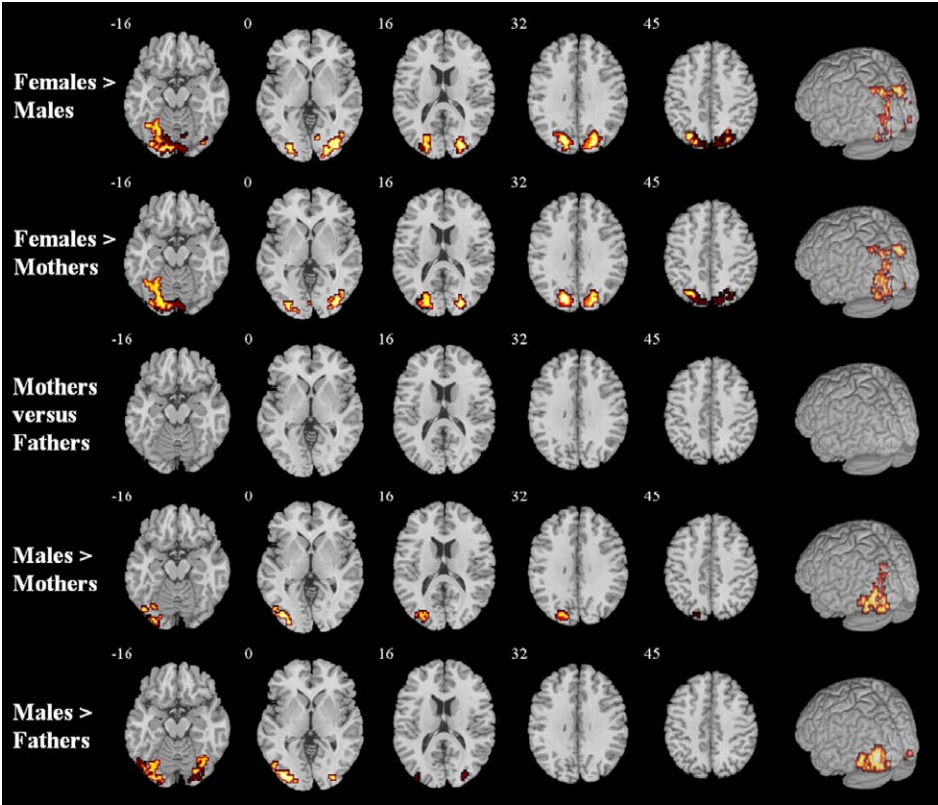 -16 0 16 32 45
Females >
Males
-16 0 16 32 45
Females >
Mothers
-16 0 16 32 45
Mothers
versus
Fathers
-16 0 16 32 45
Males >
Mothers
-16 0 16 32 45
Males >
Fathers